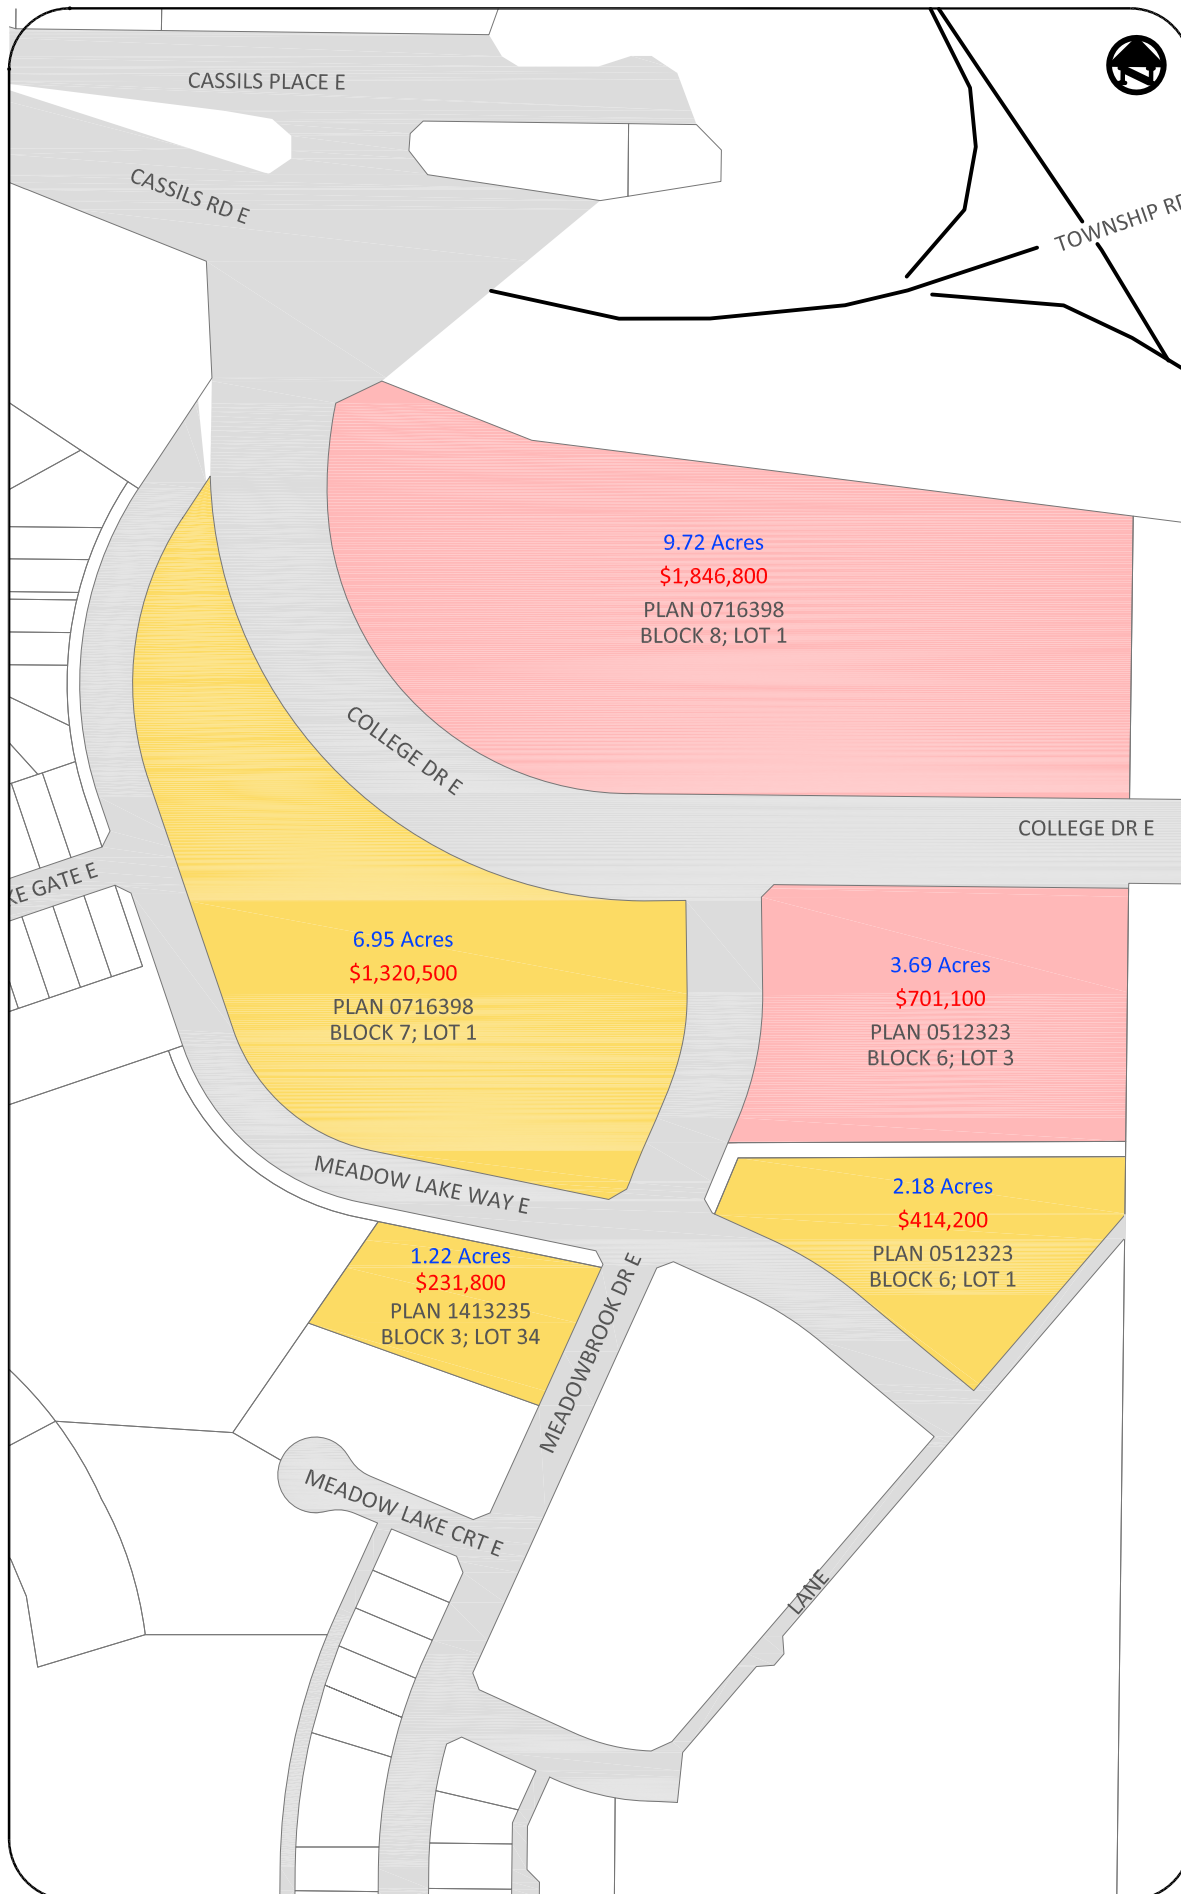 CASSILS PLACE E
CASSILS RD E
TOWNSHIP RD
9.72 Acres
$1,846,800
PLAN 0716398
BLOCK 8; LOT 1
COLLEGE DR E
COLLEGE DR E
KE GATE E
6.95 Acres
$1,320,500
PLAN 0716398
BLOCK 7; LOT 1
3.69 Acres
$701,100
PLAN 0512323
BLOCK 6; LOT 3
MEADOW LAKE WAY E
2.18 Acres
$414,200
PLAN 0512323
BLOCK 6; LOT 1
1.22 Acres
$231,800
PLAN 1413235
BLOCK 3; LOT 34
MEADOWBROOK DR E
MEADOW LAKE CRT E
LANE